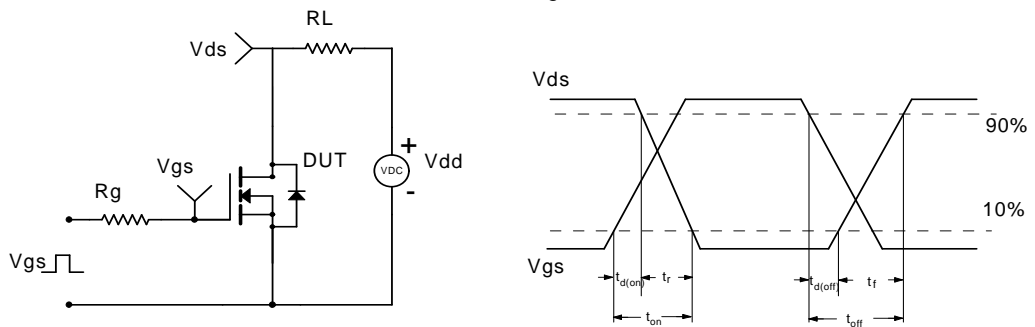 RL
Vds
Vgs
DUT
Rg
VDC
+
-
Vdd
Vgs
Vds
90%
10%
Vgs
td(on)
tr
td(off)
tf
ton
toff